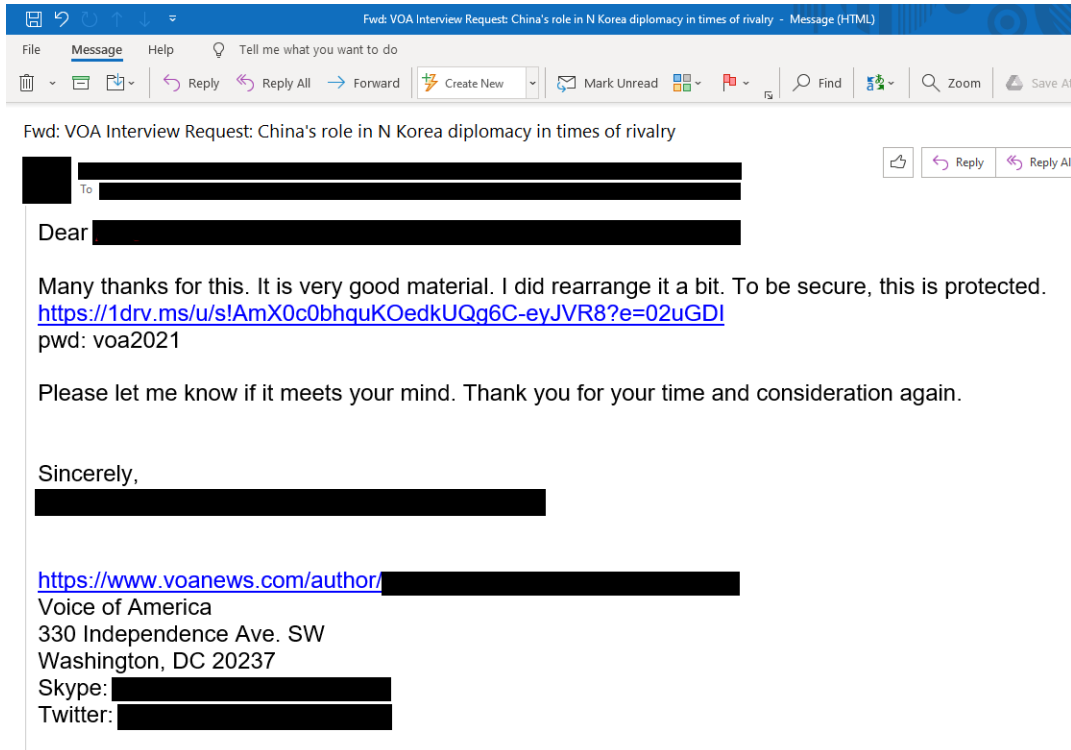 Fwd: VOA Interview Request: China's role in N Korea diplomacy in times of rivalry - Message (HTML)
File Message Help Tell me what you want to do
Reply Reply All Forward Create New Mark Unread Find Zoom Save At
Fwd: VOA Interview Request: China's role in N Korea diplomacy in times of rivalry
Reply Reply Al
To
Dear
Many thanks for this. It is very good material. I did rearrange it a bit. To be secure, this is protected.
https://1drv.ms/u/s!AmX0c0bhquKOedkUQg6C-eyJVR8?e=02uGDI
pwd: voa2021
Please let me know if it meets your mind. Thank you for your time and consideration again.
Sincerely,
https://www.voanews.com/author/
Voice of America
330 Independence Ave. SW
Washington, DC 20237
Skype:
Twitter: